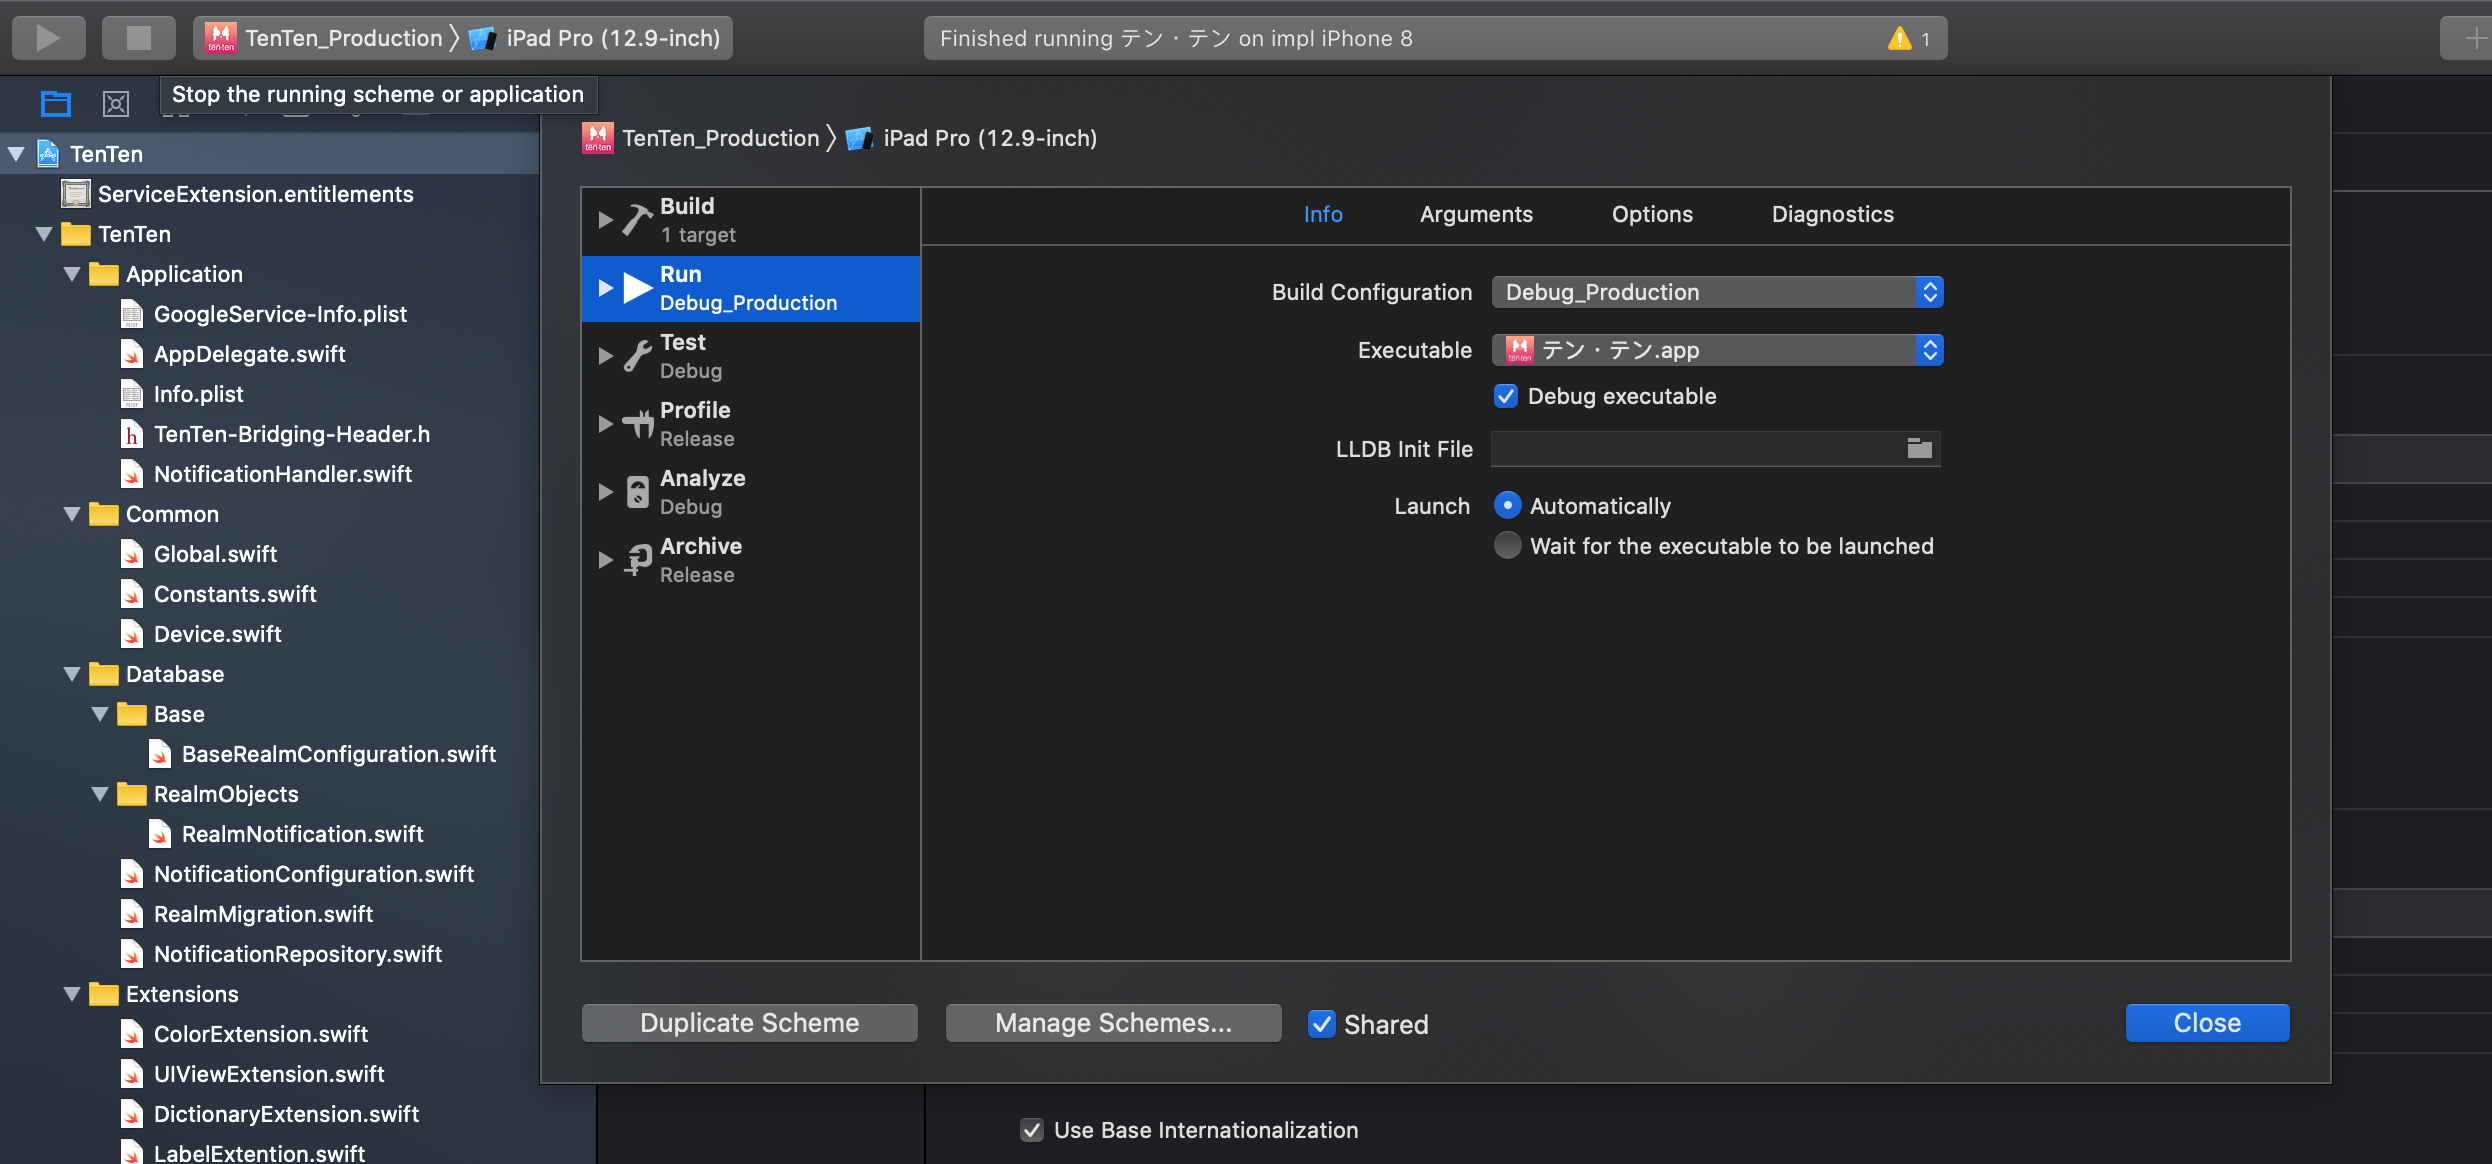 TenTen_Production 〉 iPad Pro (12.9-inch)
Finished running テン・テン on impl iPhone 8
1
Stop the running scheme or application
TenTen
ServiceExtension.entitlements
TenTen
Application
GoogleService-Info.plist
AppDelegate.swift
Info.plist
TenTen-Bridging-Header.h
NotificationHandler.swift
Common
Global.swift
Constants.swift
Device.swift
Database
Base
BaseRealmConfiguration.swift
RealmObjects
RealmNotification.swift
NotificationConfiguration.swift
RealmMigration.swift
NotificationRepository.swift
Extensions
ColorExtension.swift
UIViewExtension.swift
DictionaryExtension.swift
LabelExtention.swift
TenTen_Production 〉 iPad Pro (12.9-inch)
Build
1 target
Run
Debug_Production
Test
Debug
Profile
Release
Analyze
Debug
Archive
Release
Info Arguments Options Diagnostics
Build Configuration Debug_Production
Executable テン・テン.app
Debug executable
LLDB Init File
Launch Automatically
Wait for the executable to be launched
Duplicate Scheme Manage Schemes... Shared Close
Use Base Internationalization